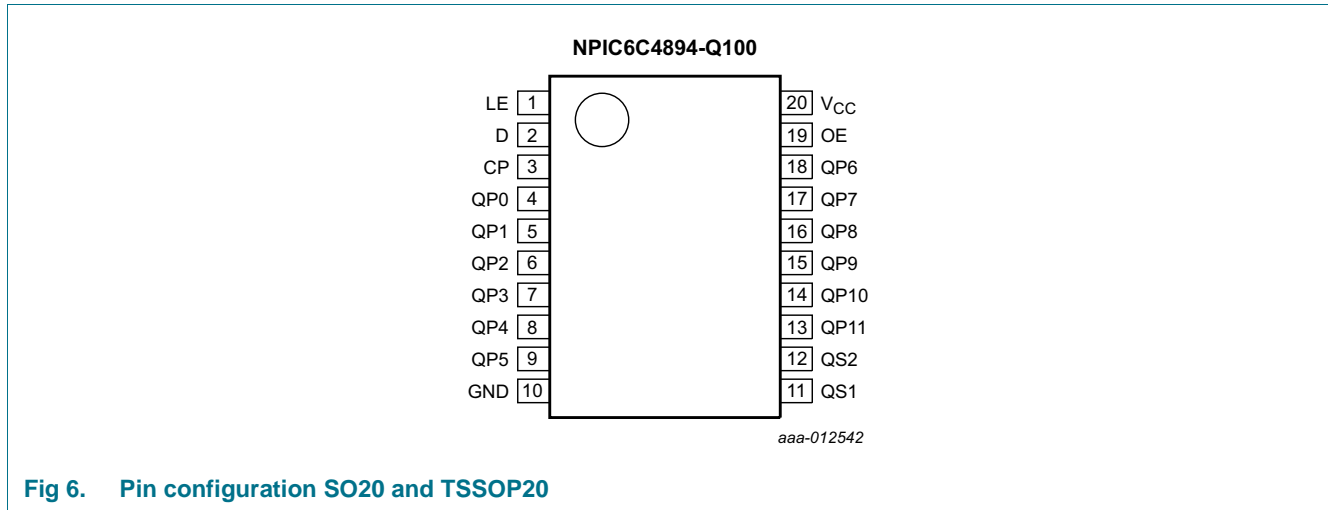 NPIC6C4894-Q100
LE 1
D 2
CP 3
QP0 4
QP1 5
QP2 6
QP3 7
QP4 8
QP5 9
GND 10
20 VCC
19 OE
18 QP6
17 QP7
16 QP8
15 QP9
14 QP10
13 QP11
12 QS2
11 QS1
aaa-012542
Fig 6. Pin configuration SO20 and TSSOP20